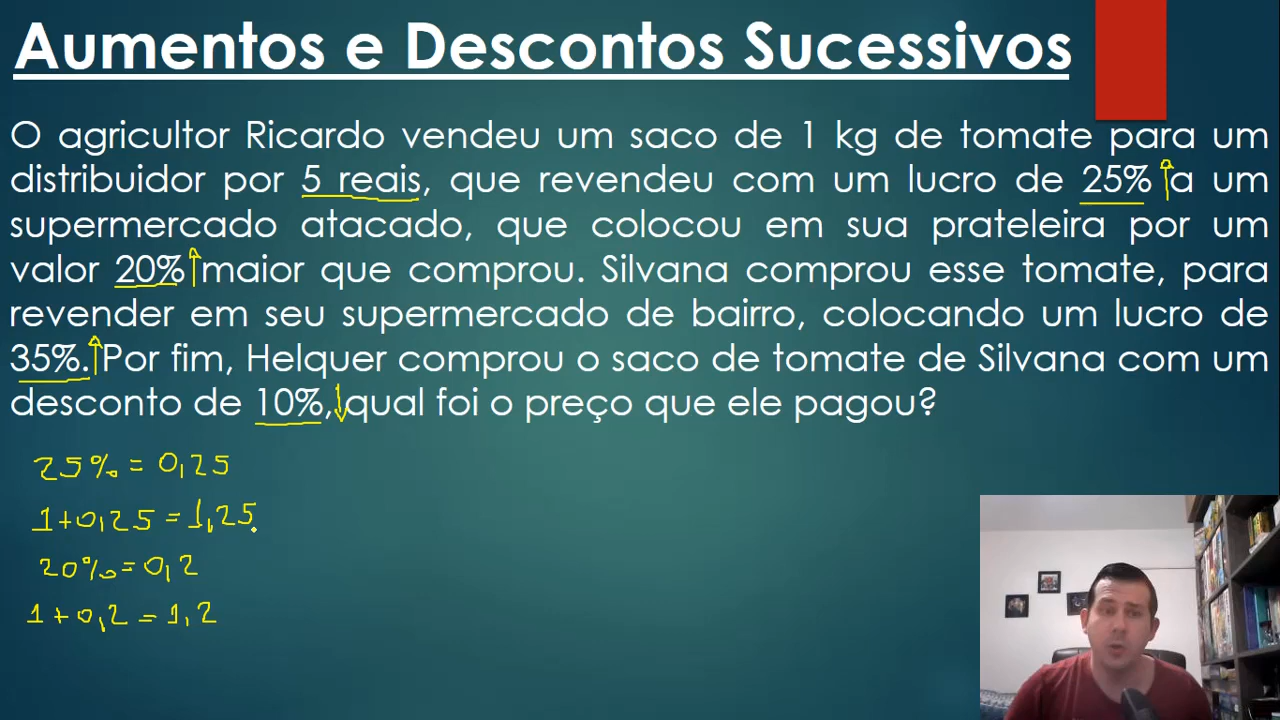 Aumentos e Descontos Sucessivos
O agricultor Ricardo vendeu um saco de 1 kg de tomate para um
distribuidor por 5 reais, que revendeu com um lucro de 25% a um
supermercado atacado, que colocou em sua prateleira por um
valor 20% maior que comprou. Silvana comprou esse tomate, para
revender em seu supermercado de bairro, colocando um lucro de
35%. Por fim, Helquer comprou o saco de tomate de Silvana com um
desconto de 10%, qual foi o preço que ele pagou?
25% = 0,25
1+0,25 = 1,25
20% = 0,2
1+0,2 = 1,2